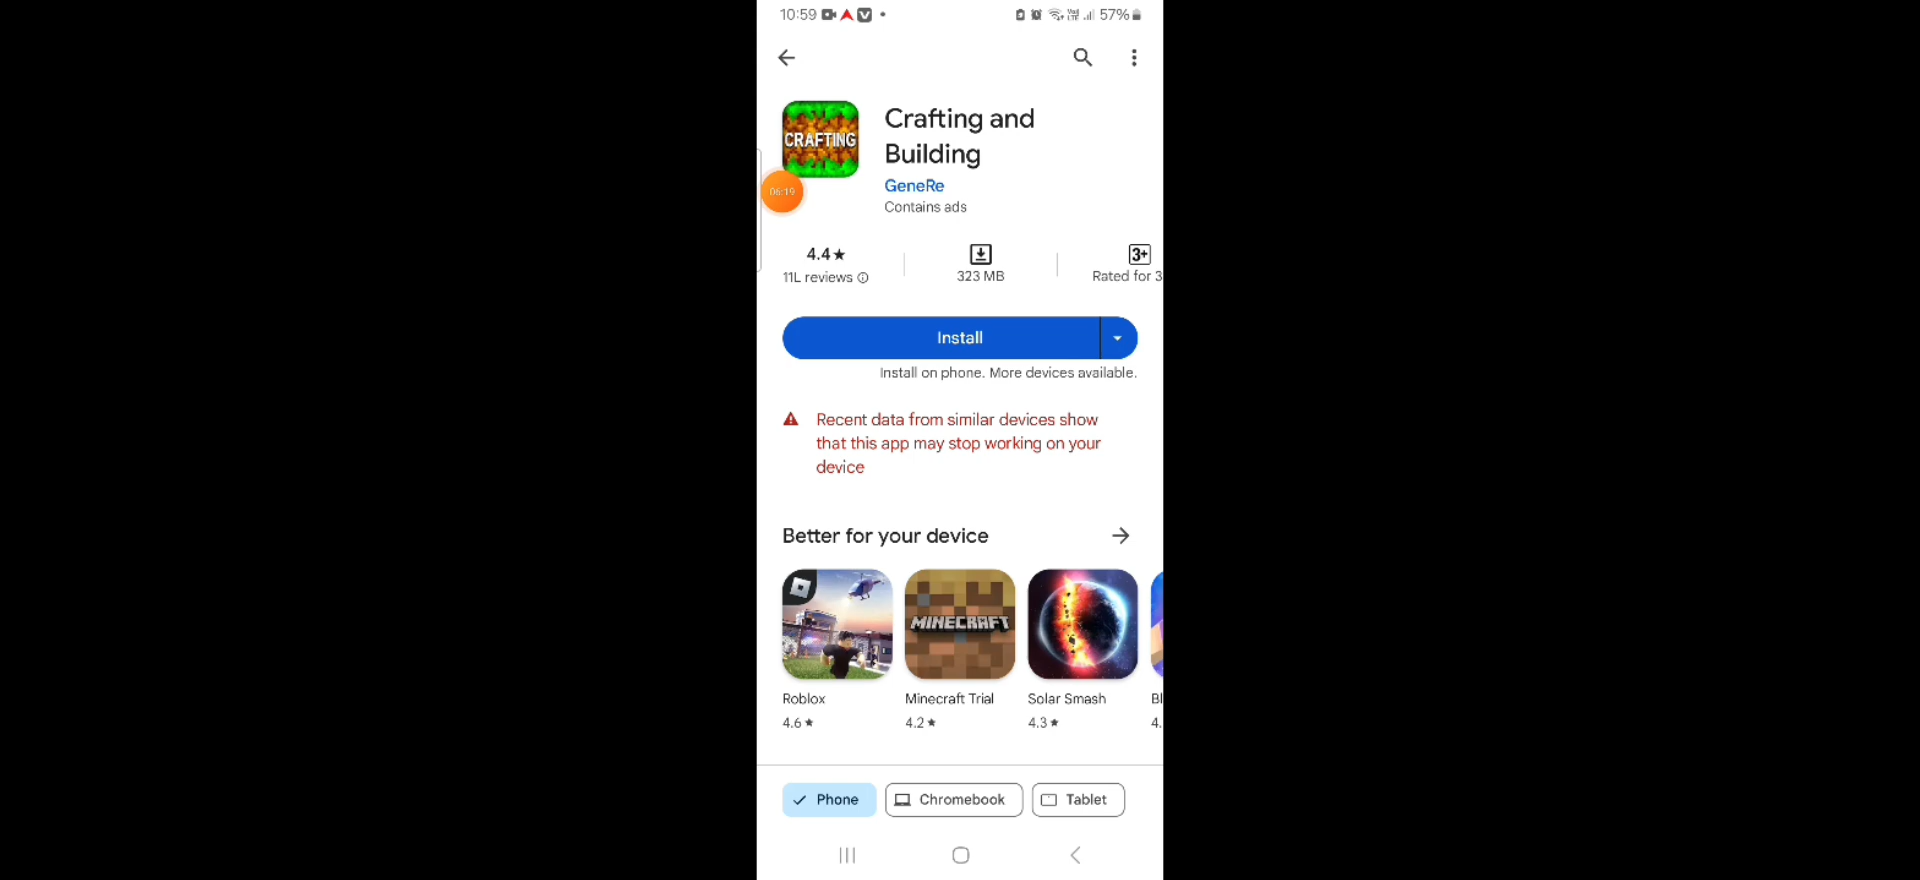 10:59
57%
CRAFTING
Crafting and
Building
GeneRe
Contains ads
06:19
4.4★
11L reviews
323 MB
3+
Rated for 3
Install
Install on phone. More devices available.
Recent data from similar devices show
that this app may stop working on your
device
Better for your device
MINECRAFT
Roblox
Minecraft Trial
Solar Smash
Bl
4.6★
4.2★
4.3★
4.
Phone
Chromebook
Tablet